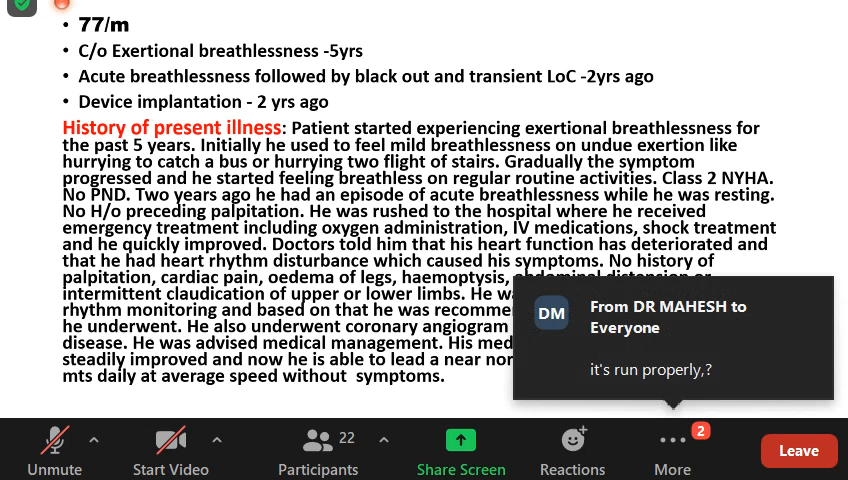 77/m
C/o Exertional breathlessness -5yrs
Acute breathlessness followed by black out and transient LoC -2yrs ago
Device implantation - 2 yrs ago
History of present illness: Patient started experiencing exertional breathlessness for
the past 5 years. Initially he used to feel mild breathlessness on undue exertion like
hurrying to catch a bus or hurrying two flight of stairs. Gradually the symptom
progressed and he started feeling breathless on regular routine activities. Class 2 NYHA.
No PND. Two years ago he had an episode of acute breathlessness while he was resting.
No H/o preceding palpitation. He was rushed to the hospital where he received
emergency treatment including oxygen administration, IV medications, shock treatment
and he quickly improved. Doctors told him that his heart function has deteriorated and
that he had heart rhythm disturbance which caused his symptoms. No history of
palpitation, cardiac pain, oedema of legs, haemoptysis, abdominal distension or
intermittent claudication of upper or lower limbs. He
rhythm monitoring and based on that he was
he underwent. He also underwent coronary angiogram
disease. He was advised medical management. His
steadily improved and now he is able to lead a near
mts daily at average speed without symptoms.
DM
From DR MAHESH to
Everyone
it's run properly,?
22
2
Unmute
Start Video
Participants
Share Screen
Reactions
More
Leave